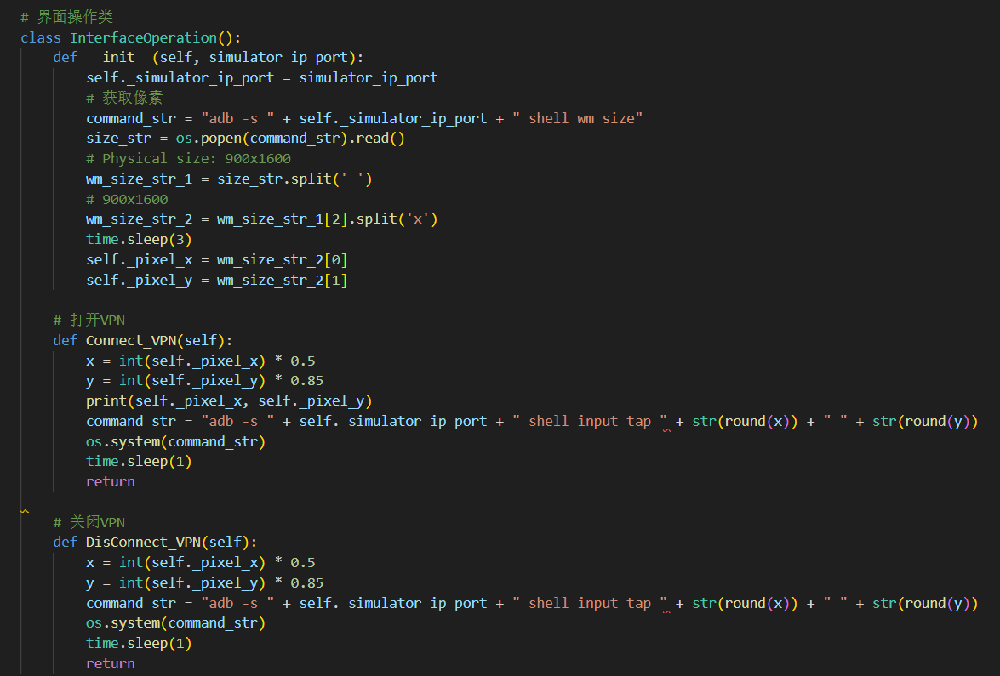 # 界面操作类
class InterfaceOperation():
    def __init__(self, simulator_ip_port):
        self._simulator_ip_port = simulator_ip_port
        # 获取像素
        command_str = "adb -s " + self._simulator_ip_port + " shell wm size"
        size_str = os.popen(command_str).read()
        # Physical size: 900x1600
        wm_size_str_1 = size_str.split(' ')
        # 900x1600
        wm_size_str_2 = wm_size_str_1[2].split('x')
        time.sleep(3)
        self._pixel_x = wm_size_str_2[0]
        self._pixel_y = wm_size_str_2[1]

    # 打开VPN
    def Connect_VPN(self):
        x = int(self._pixel_x) * 0.5
        y = int(self._pixel_y) * 0.85
        print(self._pixel_x, self._pixel_y)
        command_str = "adb -s " + self._simulator_ip_port + " shell input tap " + str(round(x)) + " " + str(round(y))
        os.system(command_str)
        time.sleep(1)
        return

    # 关闭VPN
    def DisConnect_VPN(self):
        x = int(self._pixel_x) * 0.5
        y = int(self._pixel_y) * 0.85
        command_str = "adb -s " + self._simulator_ip_port + " shell input tap " + str(round(x)) + " " + str(round(y))
        os.system(command_str)
        time.sleep(1)
        return